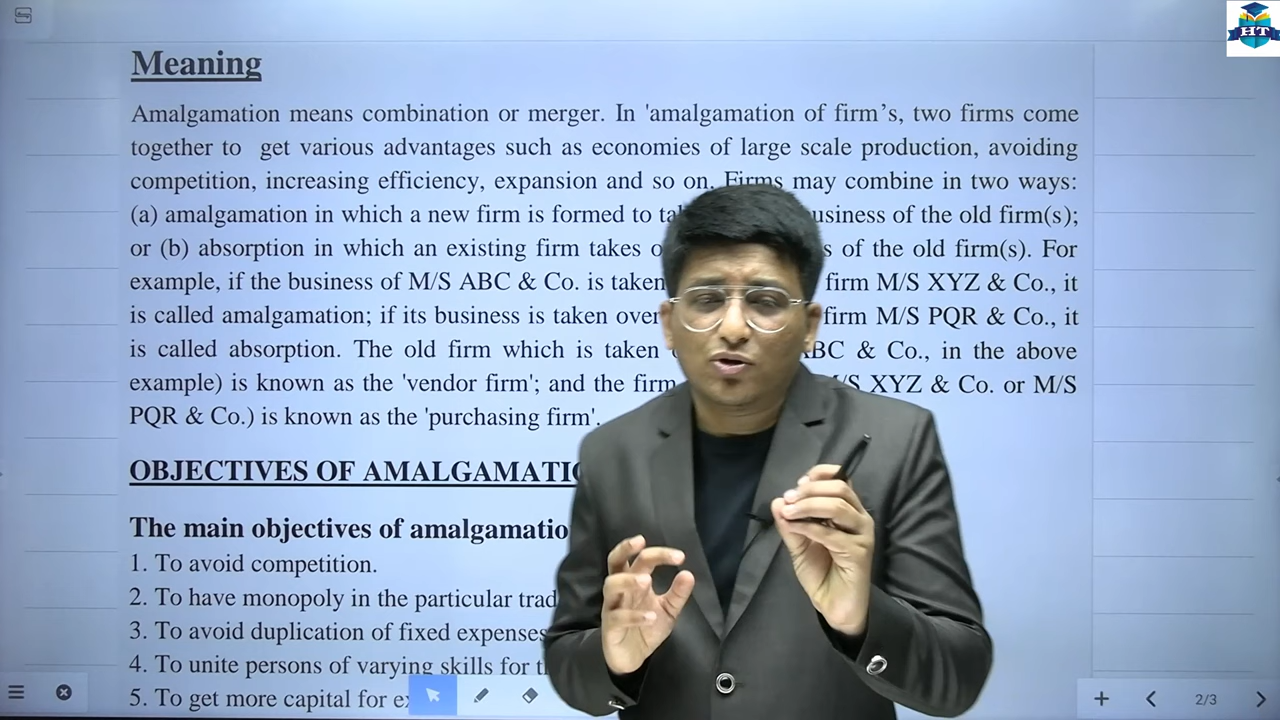 HT
Meaning
Amalgamation means combination or merger. In 'amalgamation of firm’s, two firms come
together to get various advantages such as economies of large scale production, avoiding
competition, increasing efficiency, expansion and so on. Firms may combine in two ways:
(a) amalgamation in which a new firm is formed to of the old firm(s);
or (b) absorption in which an existing firm takes of the old firm(s). For
example, if the business of M/S ABC & Co. is taken firm M/S XYZ & Co., it
is called amalgamation; if its business is taken over firm M/S PQR & Co., it
is called absorption. The old firm which is taken & Co., in the above
example) is known as the 'vendor firm'; and the firm XYZ & Co. or M/S
PQR & Co.) is known as the 'purchasing firm'.
OBJECTIVES OF
The main objectives of
1. To avoid competition.
2. To have monopoly in the particular
3. To avoid duplication of fixed expenses
4. To unite persons of varying skills for
5. To get more capital for
2/3